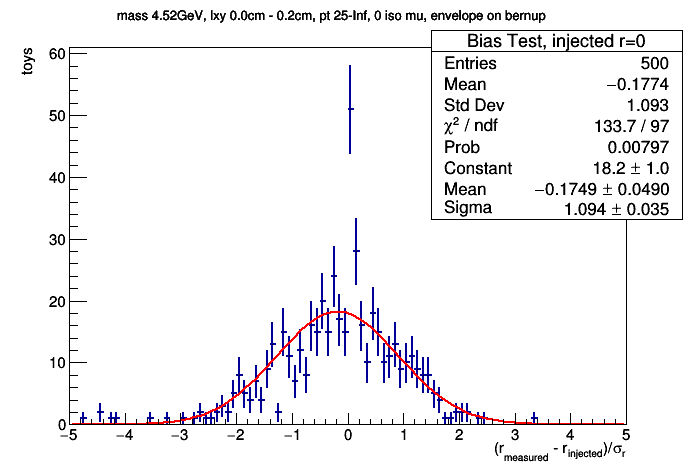 mass 4.52GeV, lxy 0.0cm - 0.2cm, pt 25-Inf, 0 iso mu, envelope on bernup
Bias Test, injected r=0
Entries 500
Mean −0.1774
Std Dev 1.093
χ² / ndf 133.7 / 97
Prob 0.00797
Constant 18.2 ± 1.0
Mean −0.1749 ± 0.0490
Sigma 1.094 ± 0.035
toys
60
50
40
30
20
10
0
−5 −4 −3 −2 −1 0 1 2 3 4 5
(r_measured - r_injected)/σ_r